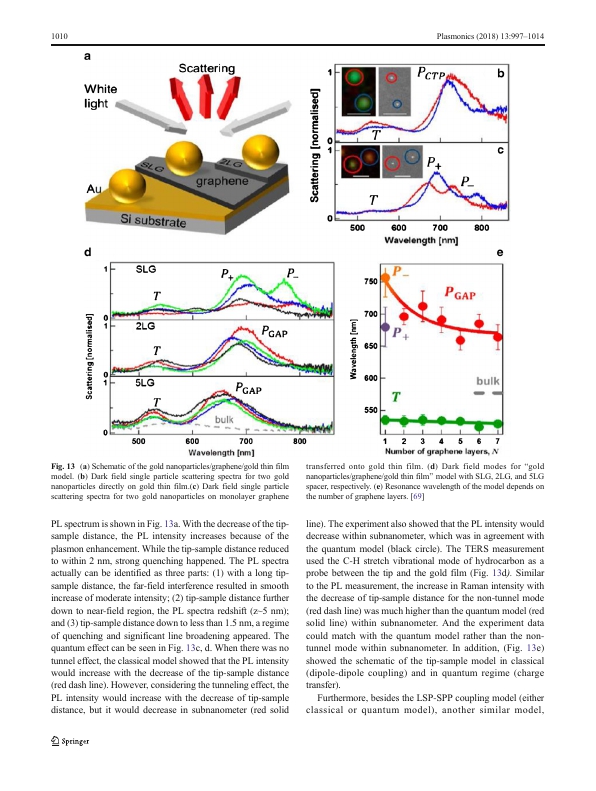 1010
Plasmonics (2018) 13:997–1014
a
Scattering
White
light
SLG
2LG
graphene
Au
Si substrate
b
P_CTP
T
1
0
c
P+
P−
T
1
0
Scattering [normalised]
500 600 700 800
Wavelength [nm]
d
SLG
P+
P−
T
1
0
2LG
P_GAP
T
1
0
5LG
P_GAP
T
bulk
1
0
Scattering [normalised]
500 600 700 800
Wavelength [nm]
e
P−
P_GAP
P+
bulk
T
750
700
650
600
550
Wavelength [nm]
1 2 3 4 5 6 7
Number of graphene layers, N
Fig. 13 (a) Schematic of the gold nanoparticles/graphene/gold thin film
model. (b) Dark field single particle scattering spectra for two gold
nanoparticles directly on gold thin film.(c) Dark field single particle
scattering spectra for two gold nanoparticles on monolayer graphene
transferred onto gold thin film. (d) Dark field modes for “gold
nanoparticles/graphene/gold thin film” model with SLG, 2LG, and 5LG
spacer, respectively. (e) Resonance wavelength of the model depends on
the number of graphene layers. [69]
PL spectrum is shown in Fig. 13a. With the decrease of the tip-
sample distance, the PL intensity increases because of the
plasmon enhancement. While the tip-sample distance reduced
to within 2 nm, strong quenching happened. The PL spectra
actually can be identified as three parts: (1) with a long tip-
sample distance, the far-field interference resulted in smooth
increase of moderate intensity; (2) tip-sample distance further
down to near-field region, the PL spectra redshift (z~5 nm);
and (3) tip-sample distance down to less than 1.5 nm, a regime
of quenching and significant line broadening appeared. The
quantum effect can be seen in Fig. 13c, d. When there was no
tunnel effect, the classical model showed that the PL intensity
would increase with the decrease of the tip-sample distance
(red dash line). However, considering the tunneling effect, the
PL intensity would increase with the decrease of tip-sample
distance, but it would decrease in subnanometer (red solid
line). The experiment also showed that the PL intensity would
decrease within subnanometer, which was in agreement with
the quantum model (black circle). The TERS measurement
used the C-H stretch vibrational mode of hydrocarbon as a
probe between the tip and the gold film (Fig. 13d). Similar
to the PL measurement, the increase in Raman intensity with
the decrease of tip-sample distance for the non-tunnel mode
(red dash line) was much higher than the quantum model (red
solid line) within subnanometer. And the experiment data
could match with the quantum model rather than the non-
tunnel mode within subnanometer. In addition, (Fig. 13e)
showed the schematic of the tip-sample model in classical
(dipole-dipole coupling) and in quantum regime (charge
transfer).
Furthermore, besides the LSP-SPP coupling model (either
classical or quantum model), another similar model,
Springer